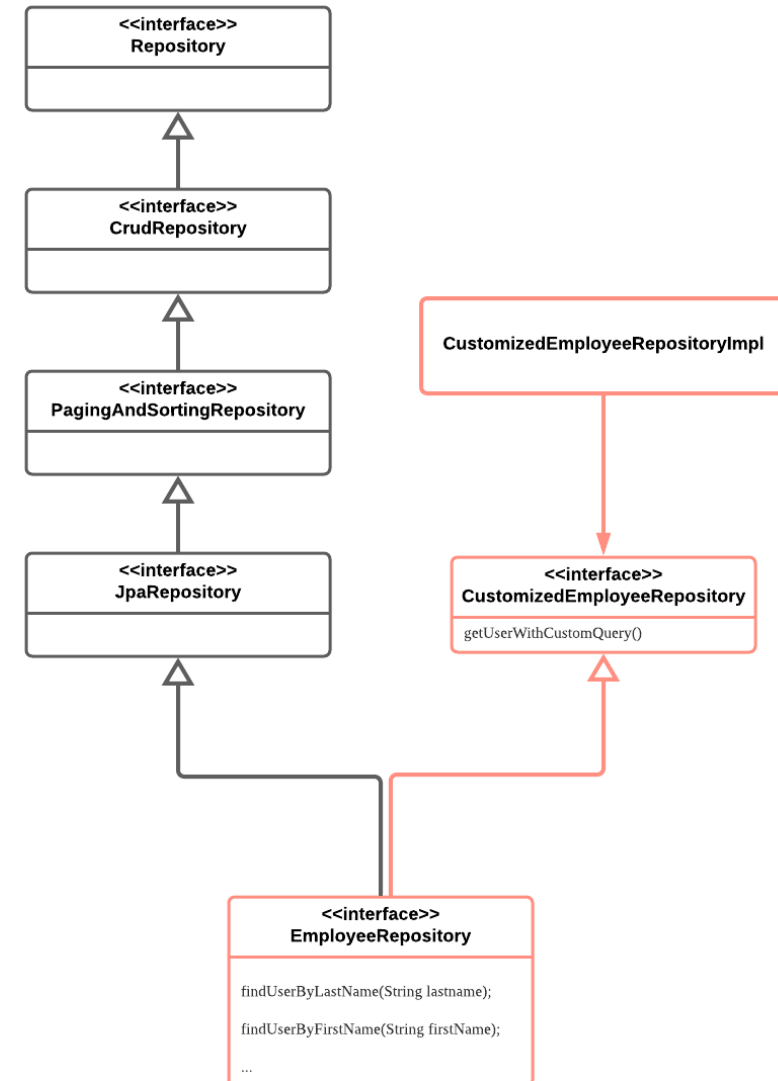 <<interface>>
Repository
<<interface>>
CrudRepository
<<interface>>
PagingAndSortingRepository
<<interface>>
JpaRepository
CustomizedEmployeeRepositoryImpl
<<interface>>
CustomizedEmployeeRepository
getUserWithCustomQuery()
<<interface>>
EmployeeRepository
findUserByLastName(String lastname);
findUserByFirstName(String firstName);
...